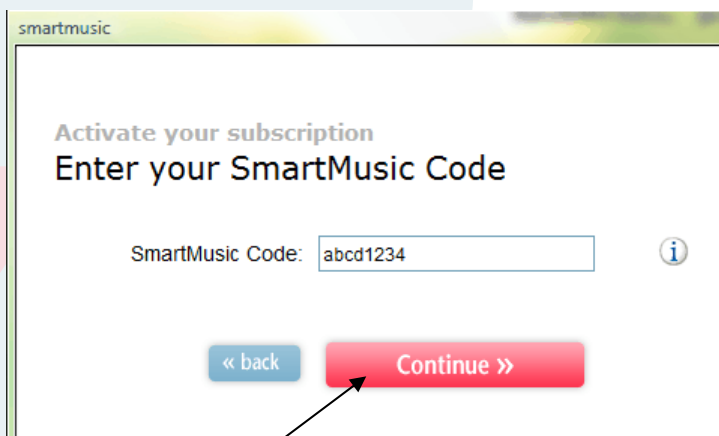 smartmusic
Activate your subscription
Enter your SmartMusic Code
SmartMusic Code: abcd1234
« back Continue »